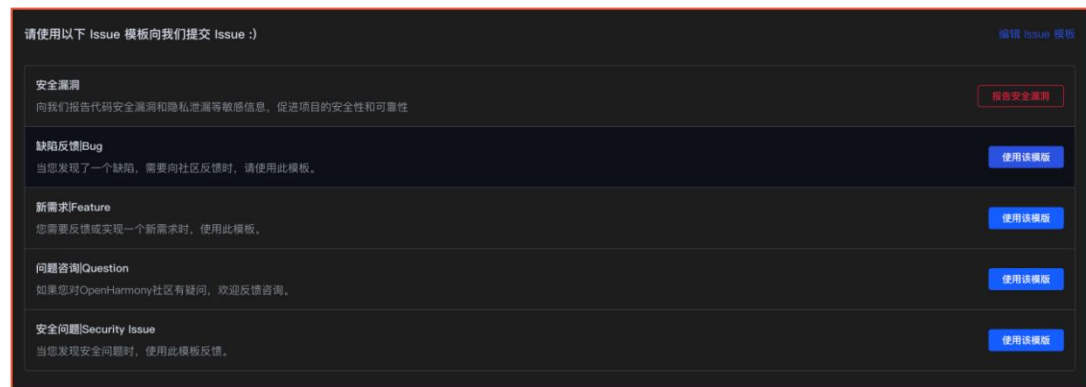 请使用以下 Issue 模板向我们提交 Issue :)
编辑 Issue 模板
安全漏洞
向我们报告代码安全漏洞和隐私泄漏等敏感信息，促进项目的安全性和可靠性
报告安全漏洞
缺陷反馈|Bug
当您发现了一个缺陷，需要向社区反馈时，请使用此模板。
使用该模版
新需求|Feature
您需要反馈或实现一个新需求时，使用此模板。
使用该模版
问题咨询|Question
如果您对OpenHarmony社区有疑问，欢迎反馈咨询。
使用该模版
安全问题|Security Issue
当您发现安全问题时，使用此模板反馈。
使用该模版